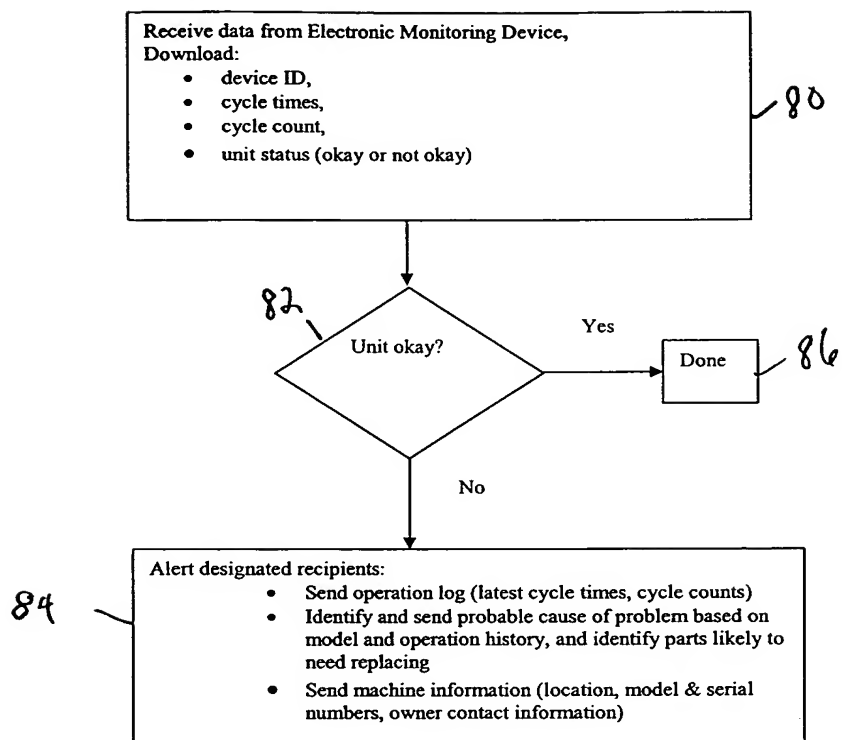 Receive data from Electronic Monitoring Device,
Download:
• device ID,
• cycle times,
• cycle count,
• unit status (okay or not okay)
80
82
Unit okay?
Yes
Done
86
No
84
Alert designated recipients:
• Send operation log (latest cycle times, cycle counts)
• Identify and send probable cause of problem based on
model and operation history, and identify parts likely to
need replacing
• Send machine information (location, model & serial
numbers, owner contact information)